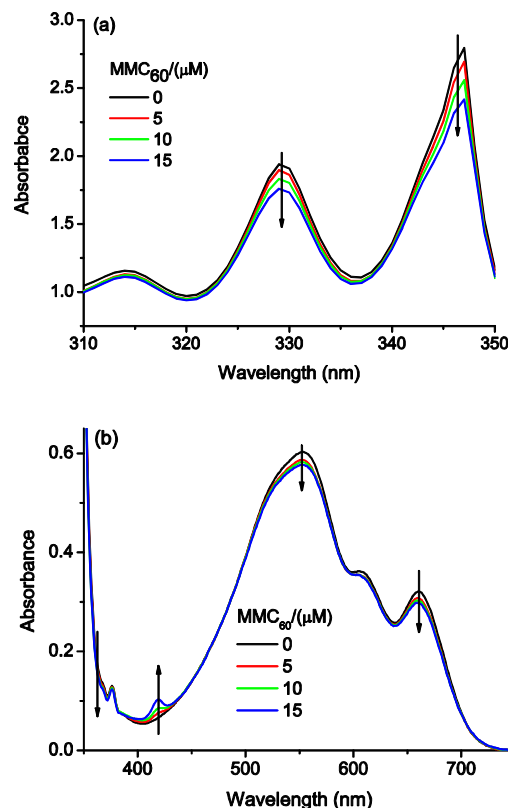 (a)
MMC60/(μM)
0
5
10
15
3.0
2.5
2.0
1.5
1.0
Absorbabce
310 320 330 340 350
Wavelength (nm)
(b)
0.6
0.4
0.2
0.0
Absorbance
MMC60/(μM)
0
5
10
15
400 500 600 700
Wavelength (nm)